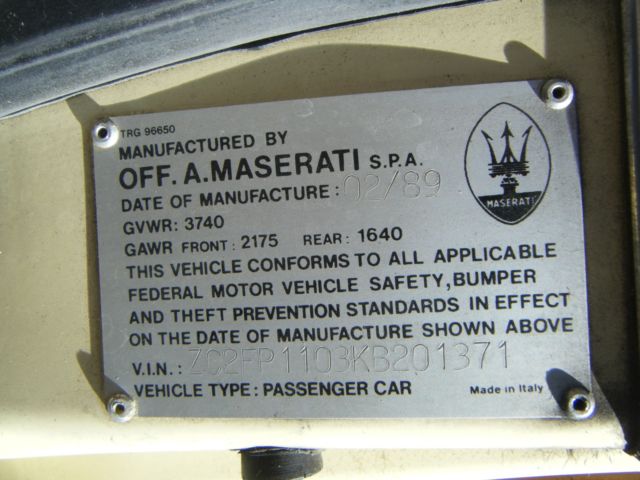 TRG 96650
MANUFACTURED BY
OFF. A. MASERATI S.P.A.
DATE OF MANUFACTURE: 02/89
GVWR: 3740
GAWR FRONT: 2175 REAR: 1640
THIS VEHICLE CONFORMS TO ALL APPLICABLE
FEDERAL MOTOR VEHICLE SAFETY, BUMPER
AND THEFT PREVENTION STANDARDS IN EFFECT
ON THE DATE OF MANUFACTURE SHOWN ABOVE
V.I.N.: ZC2FP1103KB201371
VEHICLE TYPE: PASSENGER CAR
Made in Italy
MASERATI